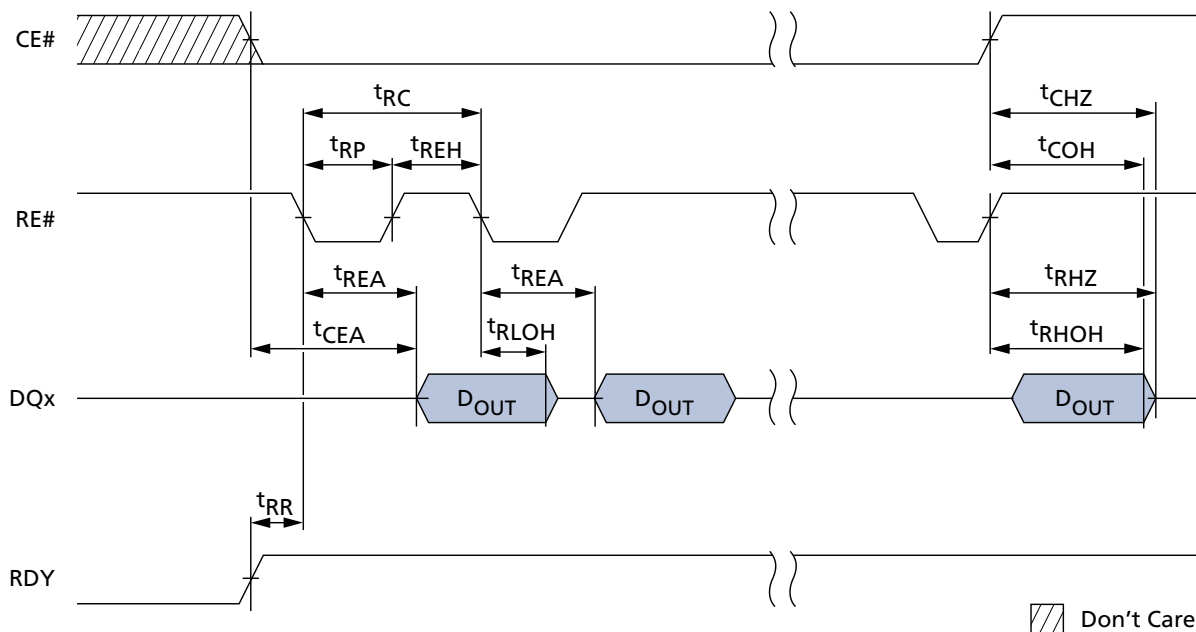 CE#
tRC
tCHZ
tRP
tREH
tCOH
RE#
tREA
tREA
tRHZ
tCEA
tRLOH
tRHOH
DQx
DOUT
DOUT
DOUT
tRR
RDY
Don't Care